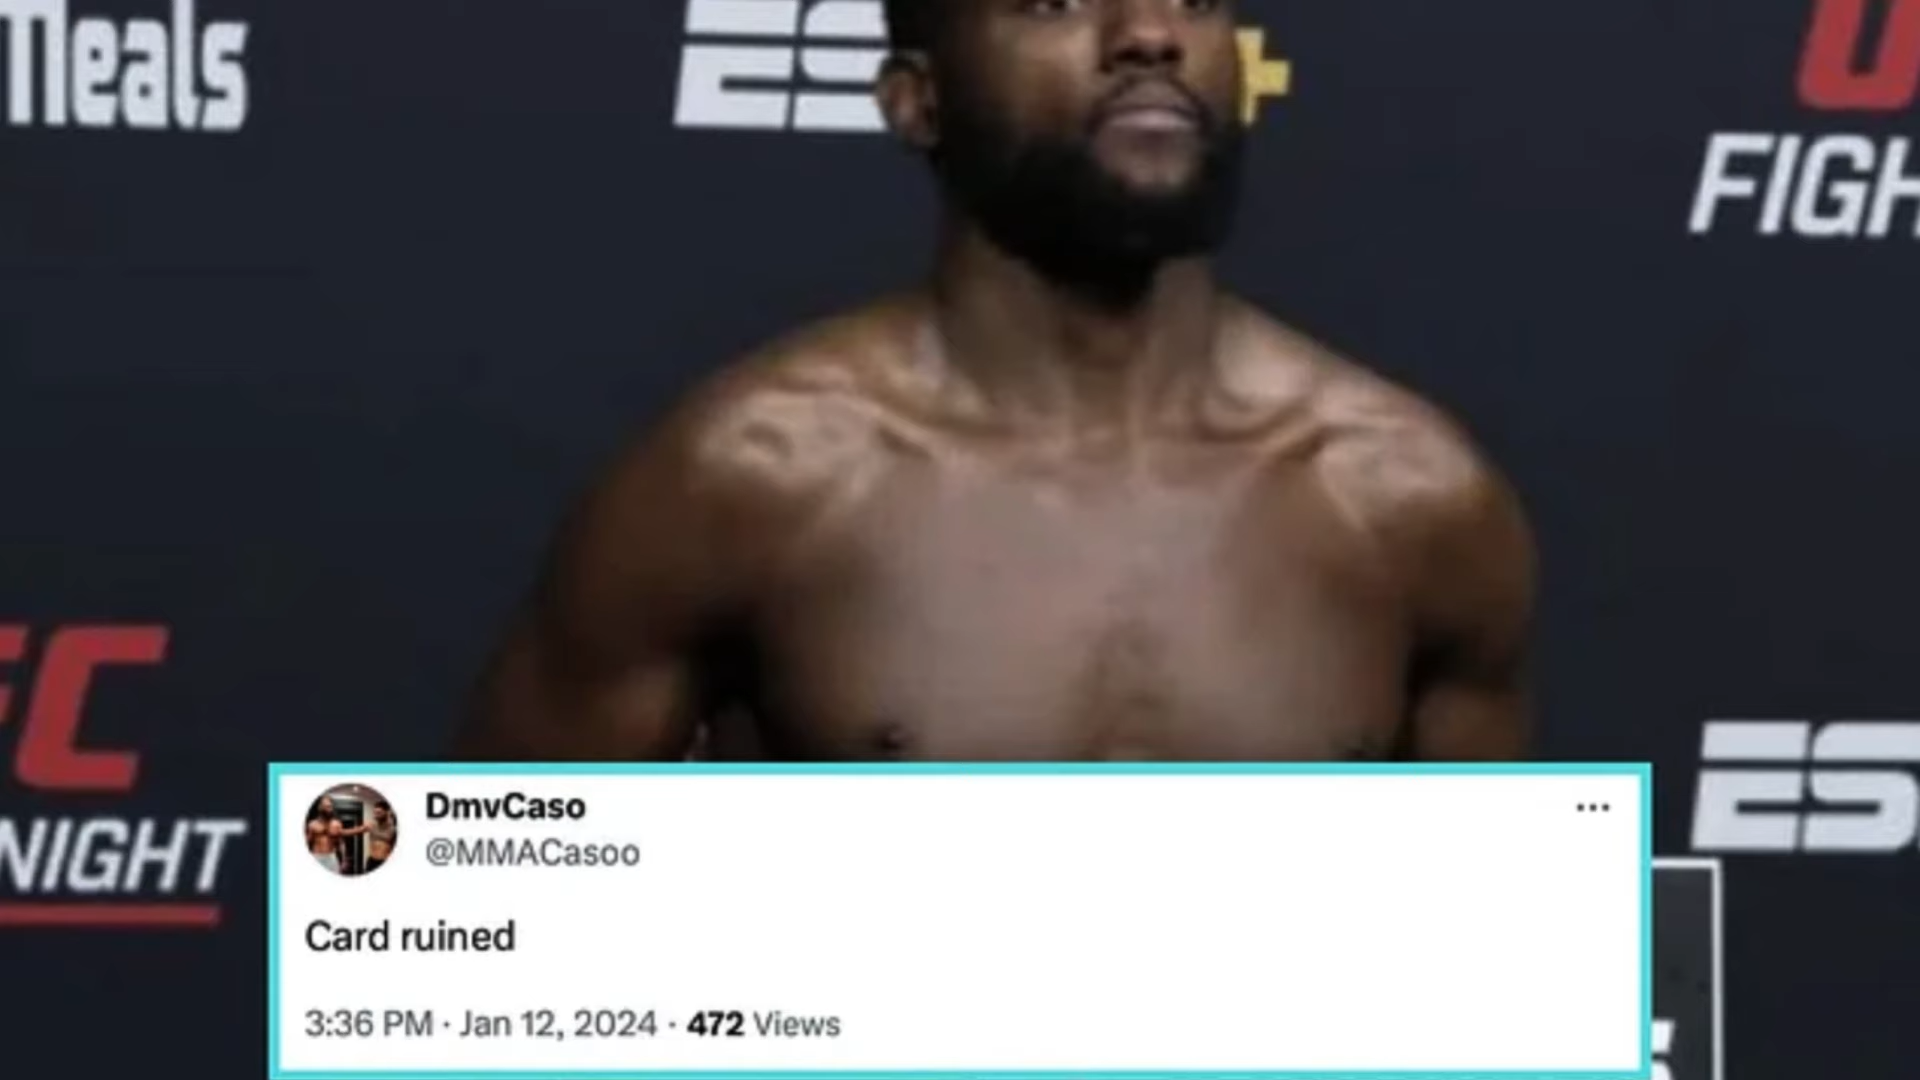 Meals
ES
+
U
FIGH
FC
NIGHT
ES
DmvCaso
@MMACasoo
Card ruined
3:36 PM · Jan 12, 2024 · 472 Views